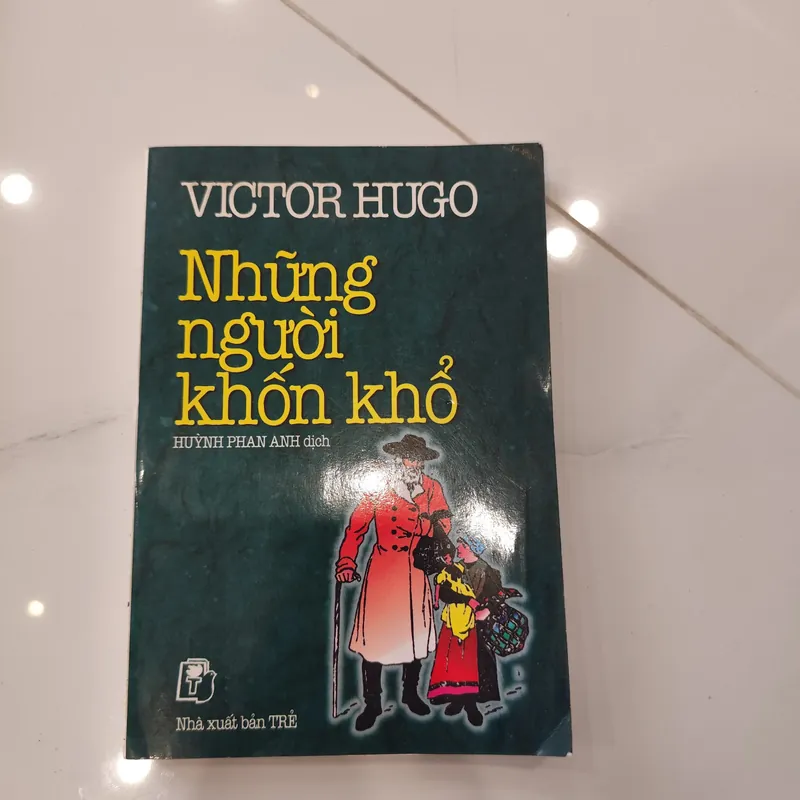 VICTOR HUGO
Những
người
khốn khổ
HUỲNH PHAN ANH dịch
T
Nhà xuất bản TRẺ